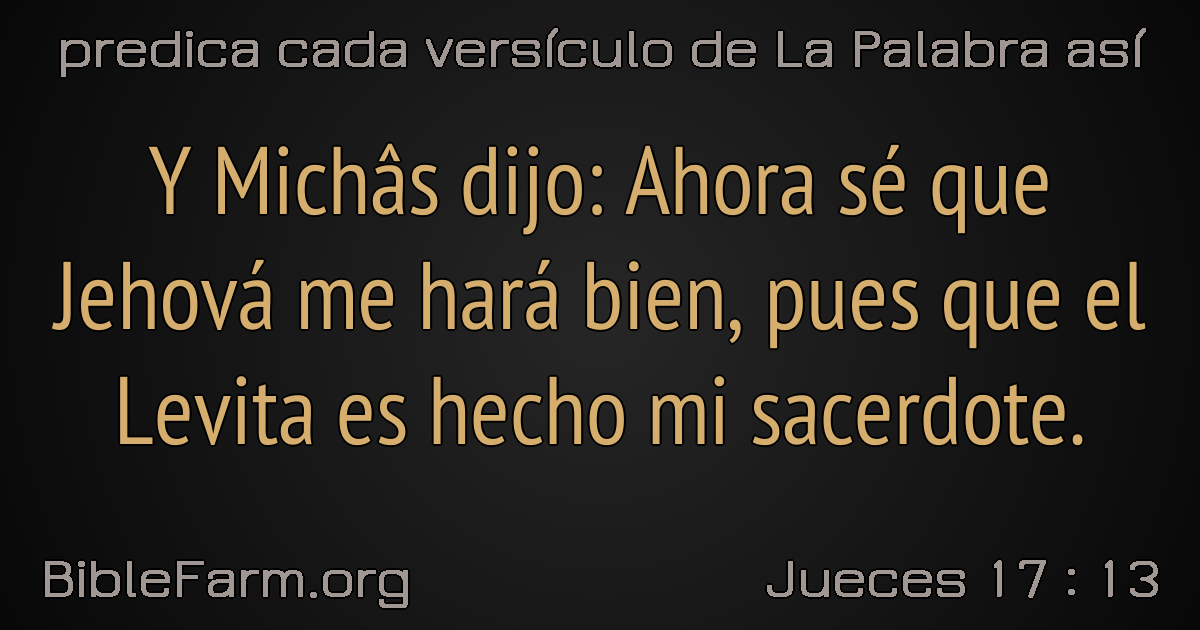 predica cada versículo de La Palabra así
Y Michâs dijo: Ahora sé que
Jehová me hará bien, pues que el
Levita es hecho mi sacerdote.
BibleFarm.org
Jueces 17 : 13